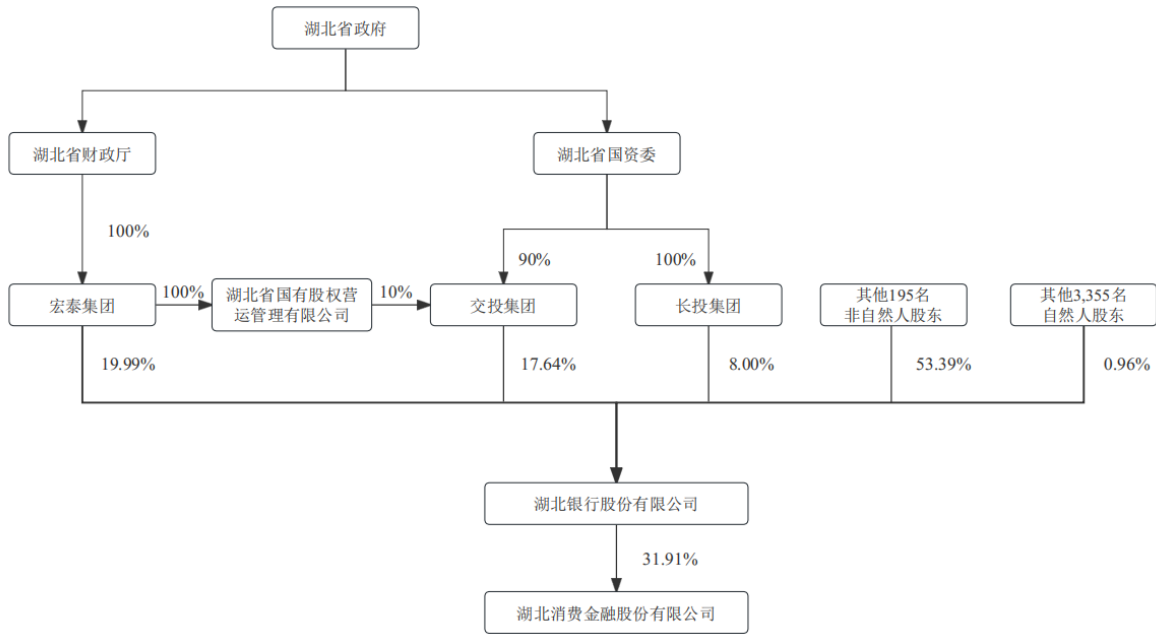 湖北省政府
湖北省财政厅
湖北省国资委
100%
90%
100%
宏泰集团
100%
湖北省国有股权营
运管理有限公司
10%
交投集团
长投集团
其他195名
非自然人股东
其他3,355名
自然人股东
19.99%
17.64%
8.00%
53.39%
0.96%
湖北银行股份有限公司
31.91%
湖北消费金融股份有限公司